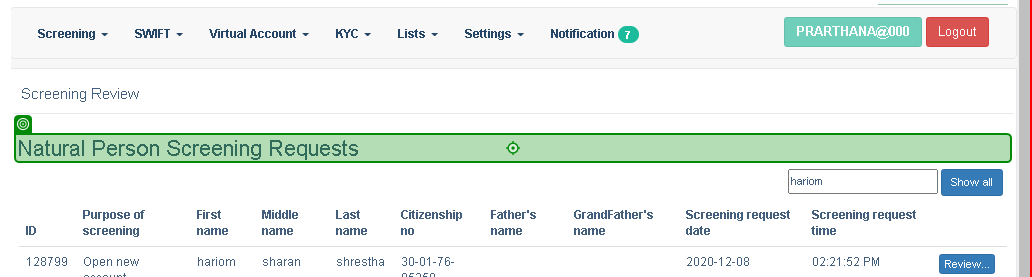 Screening SWIFT Virtual Account KYC Lists Settings Notification 7 PRARTHANA@000 Logout
Screening Review
Natural Person Screening Requests
hariom Show all
ID Purpose of screening First name Middle name Last name Citizenship no Father's name GrandFather's name Screening request date Screening request time
128799 Open new hariom sharan shrestha 30-01-76- 2020-12-08 02:21:52 PM Review...